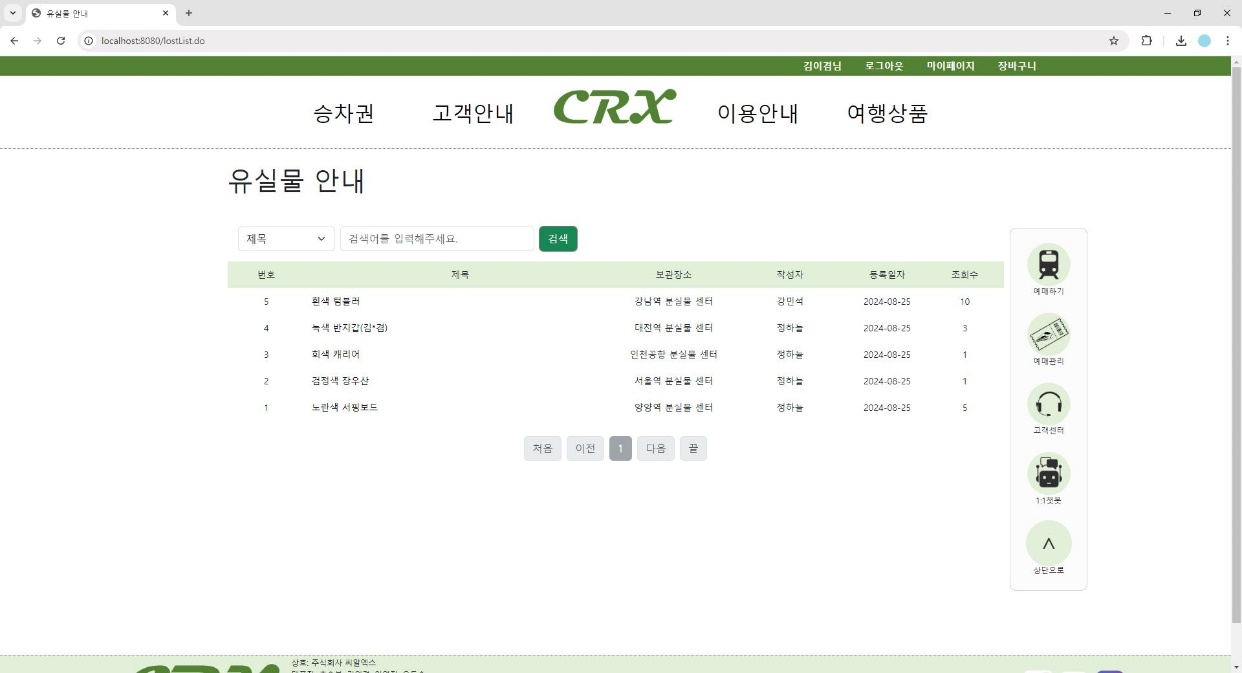 유실물 안내
localhost:8080/lostList.do
김이겸님 로그아웃 마이페이지 장바구니
승차권 고객안내 CRX 이용안내 여행상품
유실물 안내
제목 검색어를 입력해주세요. 검색
번호 제목 보관장소 작성자 등록일자 조회수
5 흰색 텀블러 강남역 분실물 센터 강민석 2024-08-25 10
4 녹색 반지갑(김*겸) 대전역 분실물 센터 정하늘 2024-08-25 3
3 회색 캐리어 인천공항 분실물 센터 정하늘 2024-08-25 1
2 검정색 장우산 서울역 분실물 센터 정하늘 2024-08-25 1
1 노란색 서핑보드 양양역 분실물 센터 정하늘 2024-08-25 5
처음 이전 1 다음 끝
예매하기
예매관리
고객센터
1:1챗봇
상단으로
CRX
상호: 주식회사 씨알엑스